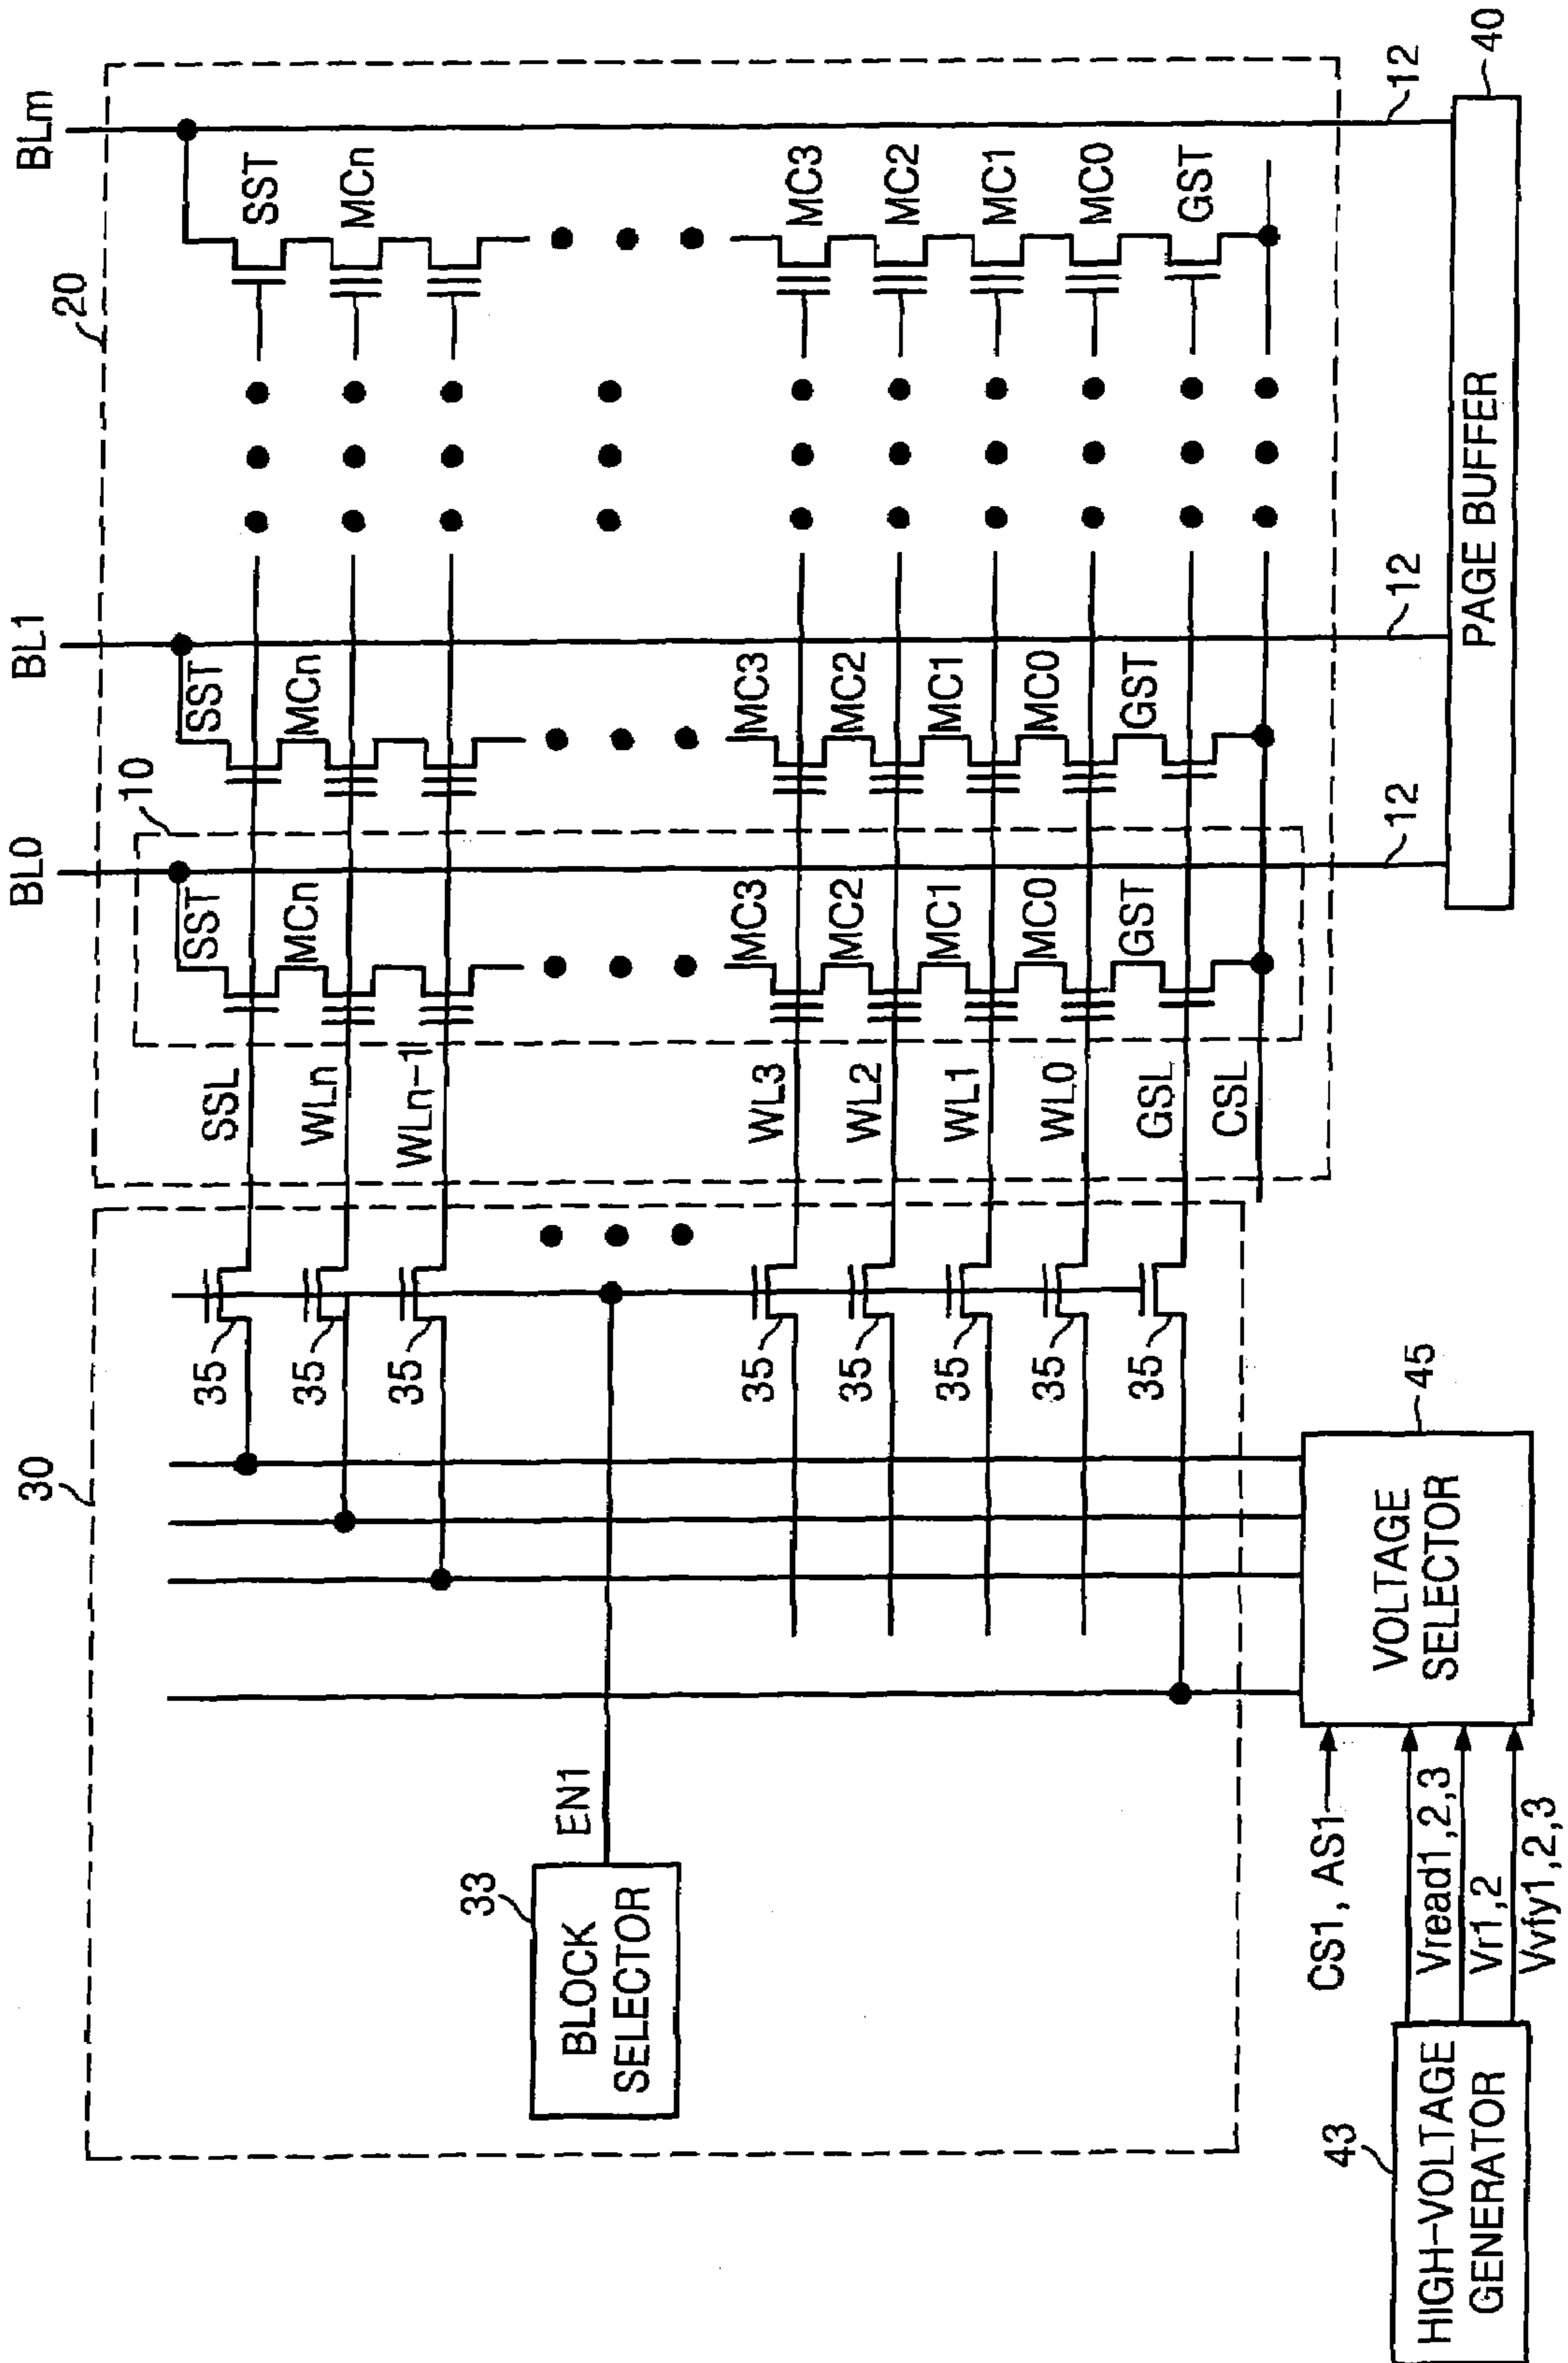 BL0
BL1
BLm
20
10
30
SST
SST
SST
SSL
35
MCn
MCn
MCn
WLn
35
WLn-1
35
33
BLOCK
SELECTOR
EN1
MC3
MC3
MC3
WL3
35
MC2
MC2
MC2
WL2
35
MC1
MC1
MC1
WL1
35
MC0
MC0
MC0
WL0
35
GST
GST
GST
GSL
35
CSL
12
12
12
40
PAGE BUFFER
45
VOLTAGE
SELECTOR
CS1, AS1
Vread1,2,3
Vr1,2
Vvfy1,2,3
43
HIGH-VOLTAGE
GENERATOR